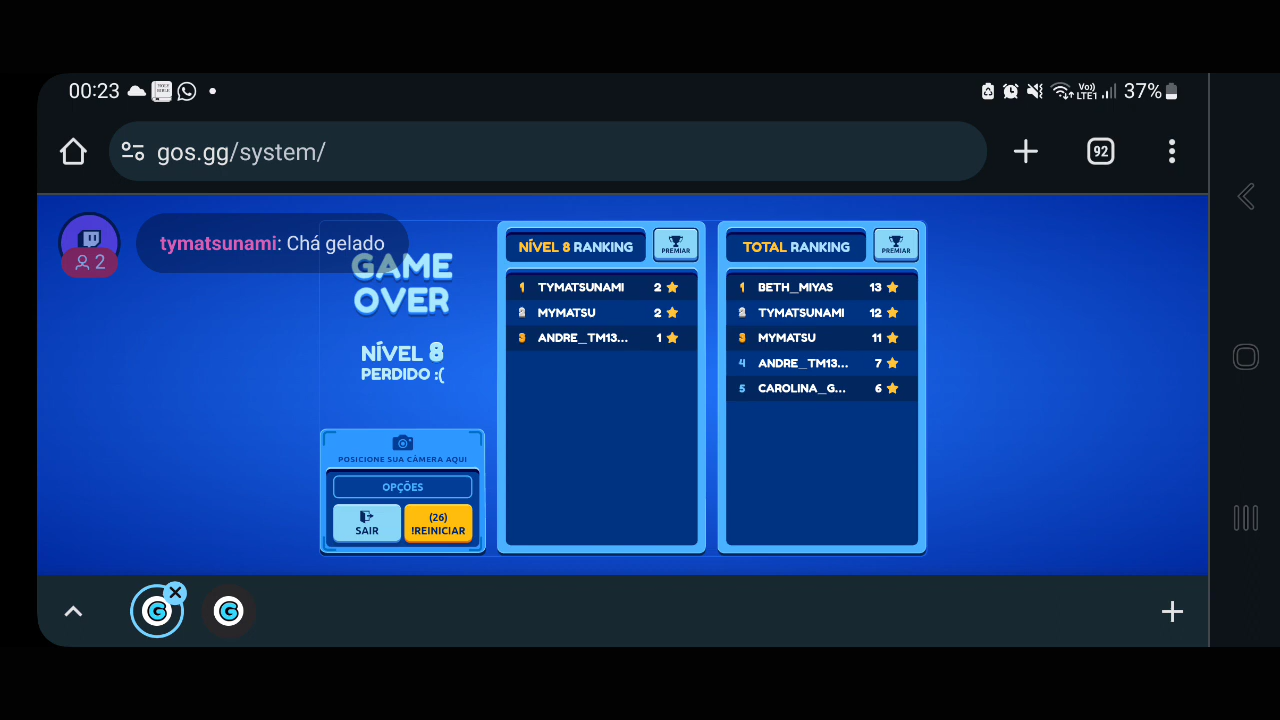 00:23
Vo))
LTE1
37%
gos.gg/system/
92
2
tymatsunami: Chá gelado
GAME
OVER
NÍVEL 8
PERDIDO :(
POSICIONE SUA CÂMERA AQUI
OPÇÕES
SAIR
(26)
!REINICIAR
NÍVEL 8 RANKING
PREMIAR
1 TYMATSUNAMI 2
2 MYMATSU 2
3 ANDRE_TM13... 1
TOTAL RANKING
PREMIAR
1 BETH_MIYAS 13
2 TYMATSUNAMI 12
3 MYMATSU 11
4 ANDRE_TM13... 7
5 CAROLINA_G... 6
G
G